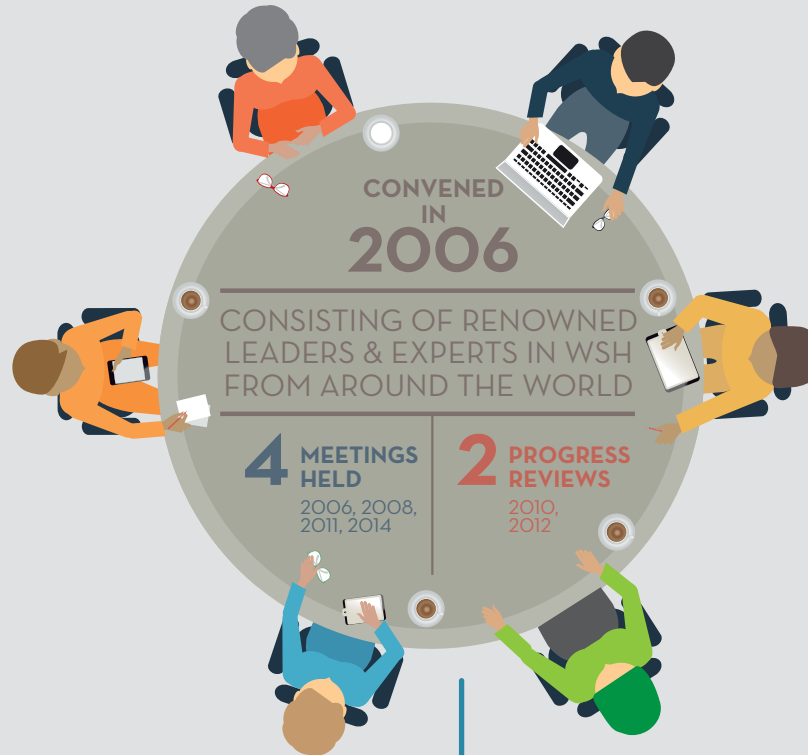 CONVENED
IN
2006
CONSISTING OF RENOWNED
LEADERS & EXPERTS IN WSH
FROM AROUND THE WORLD
4 MEETINGS
HELD
2006, 2008,
2011, 2014
2 PROGRESS
REVIEWS
2010,
2012